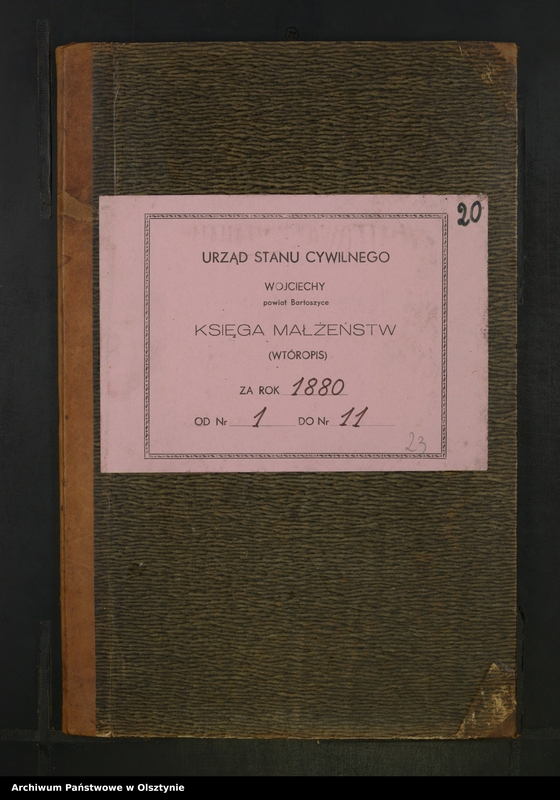 20
URZĄD STANU CYWILNEGO
WOJCIECHY
powiat Bartoszyce
KSIĘGA MAŁŻEŃSTW
(WTÓROPIS)
ZA ROK 1880
OD Nr 1 DO Nr 11
23
Archiwum Państwowe w Olsztynie